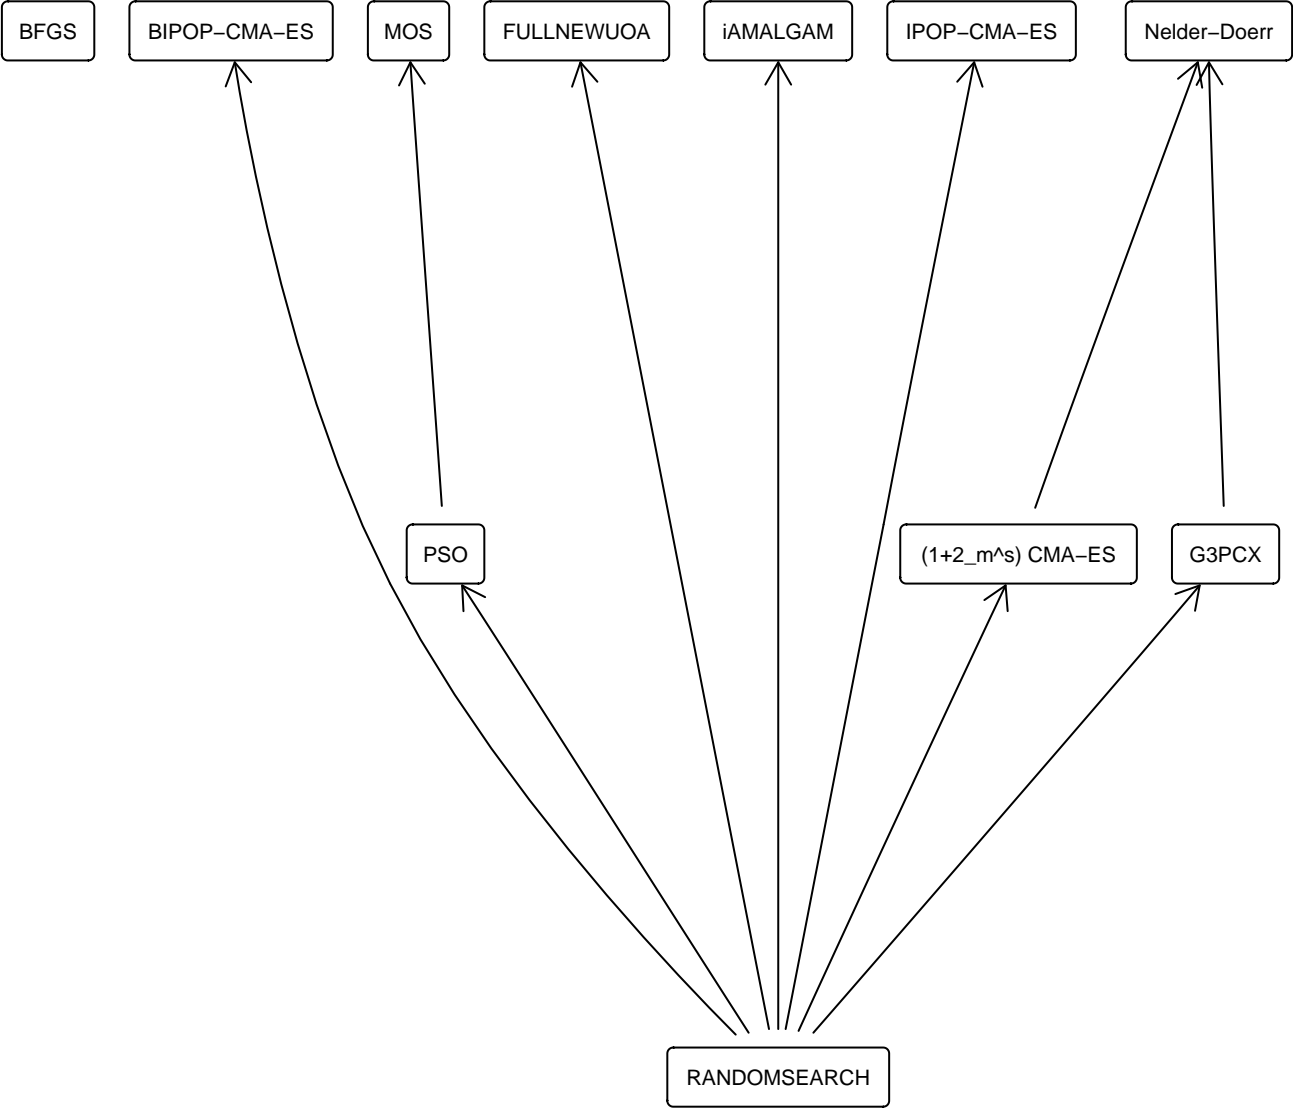 BFGS
BIPOP−CMA−ES
MOS
FULLNEWUOA
iAMALGAM
IPOP−CMA−ES
Nelder−Doerr
PSO
(1+2_m^s) CMA−ES
G3PCX
RANDOMSEARCH